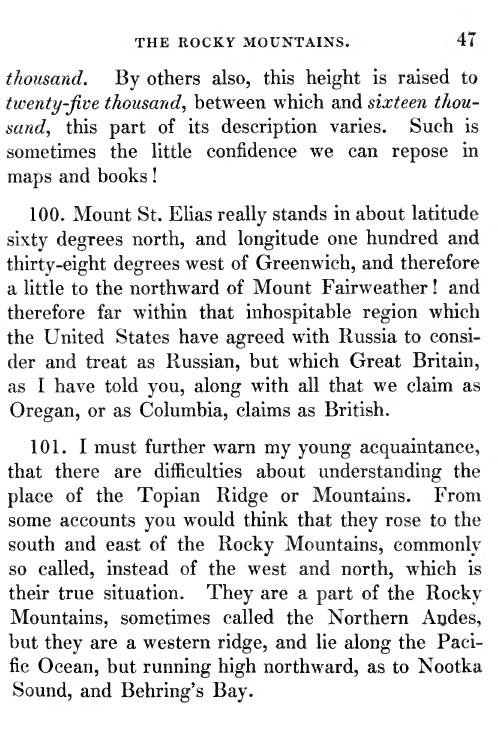 THE ROCKY MOUNTAINS. 47
thousand. By others also, this height is raised to
twenty-five thousand, between which and sixteen thou-
sand, this part of its description varies. Such is
sometimes the little confidence we can repose in
maps and books!
100. Mount St. Elias really stands in about latitude
sixty degrees north, and longitude one hundred and
thirty-eight degrees west of Greenwich, and therefore
a little to the northward of Mount Fairweather! and
therefore far within that inhospitable region which
the United States have agreed with Russia to consi-
der and treat as Russian, but which Great Britain,
as I have told you, along with all that we claim as
Oregan, or as Columbia, claims as British.
101. I must further warn my young acquaintance,
that there are difficulties about understanding the
place of the Topian Ridge or Mountains. From
some accounts you would think that they rose to the
south and east of the Rocky Mountains, commonly
so called, instead of the west and north, which is
their true situation. They are a part of the Rocky
Mountains, sometimes called the Northern Andes,
but they are a western ridge, and lie along the Paci-
fic Ocean, but running high northward, as to Nootka
Sound, and Behring's Bay.